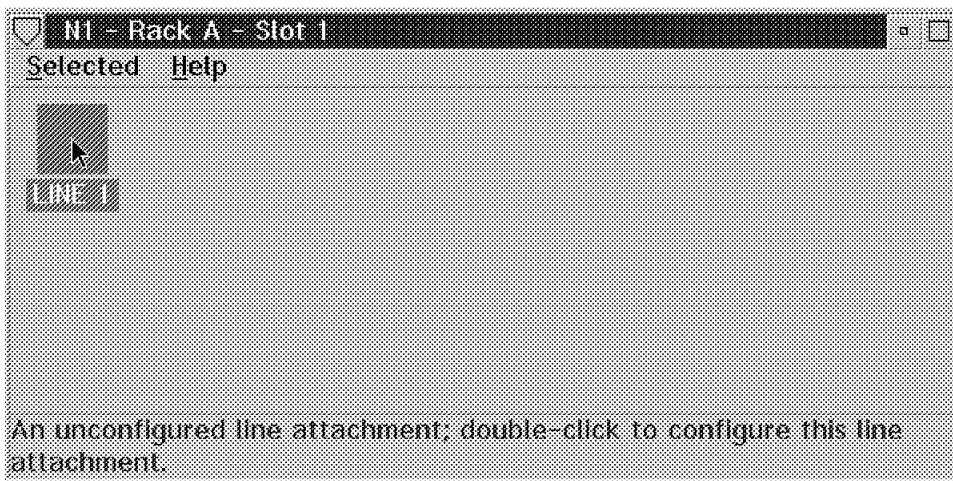 N1 - Rack A - Slot 1
Selected Help
LINE 1
An unconfigured line attachment; double-click to configure this line
attachment.